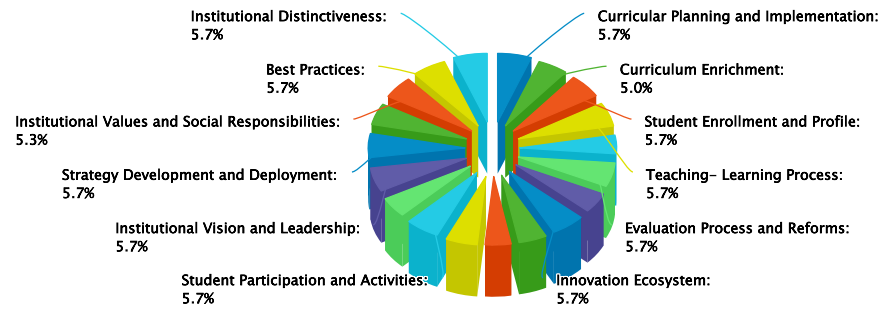 Institutional Distinctiveness:
5.7%
Curricular Planning and Implementation:
5.7%
Best Practices:
5.7%
Curriculum Enrichment:
5.0%
Institutional Values and Social Responsibilities:
5.3%
Student Enrollment and Profile:
5.7%
Strategy Development and Deployment:
5.7%
Teaching- Learning Process:
5.7%
Institutional Vision and Leadership:
5.7%
Evaluation Process and Reforms:
5.7%
Student Participation and Activities:
5.7%
Innovation Ecosystem:
5.7%